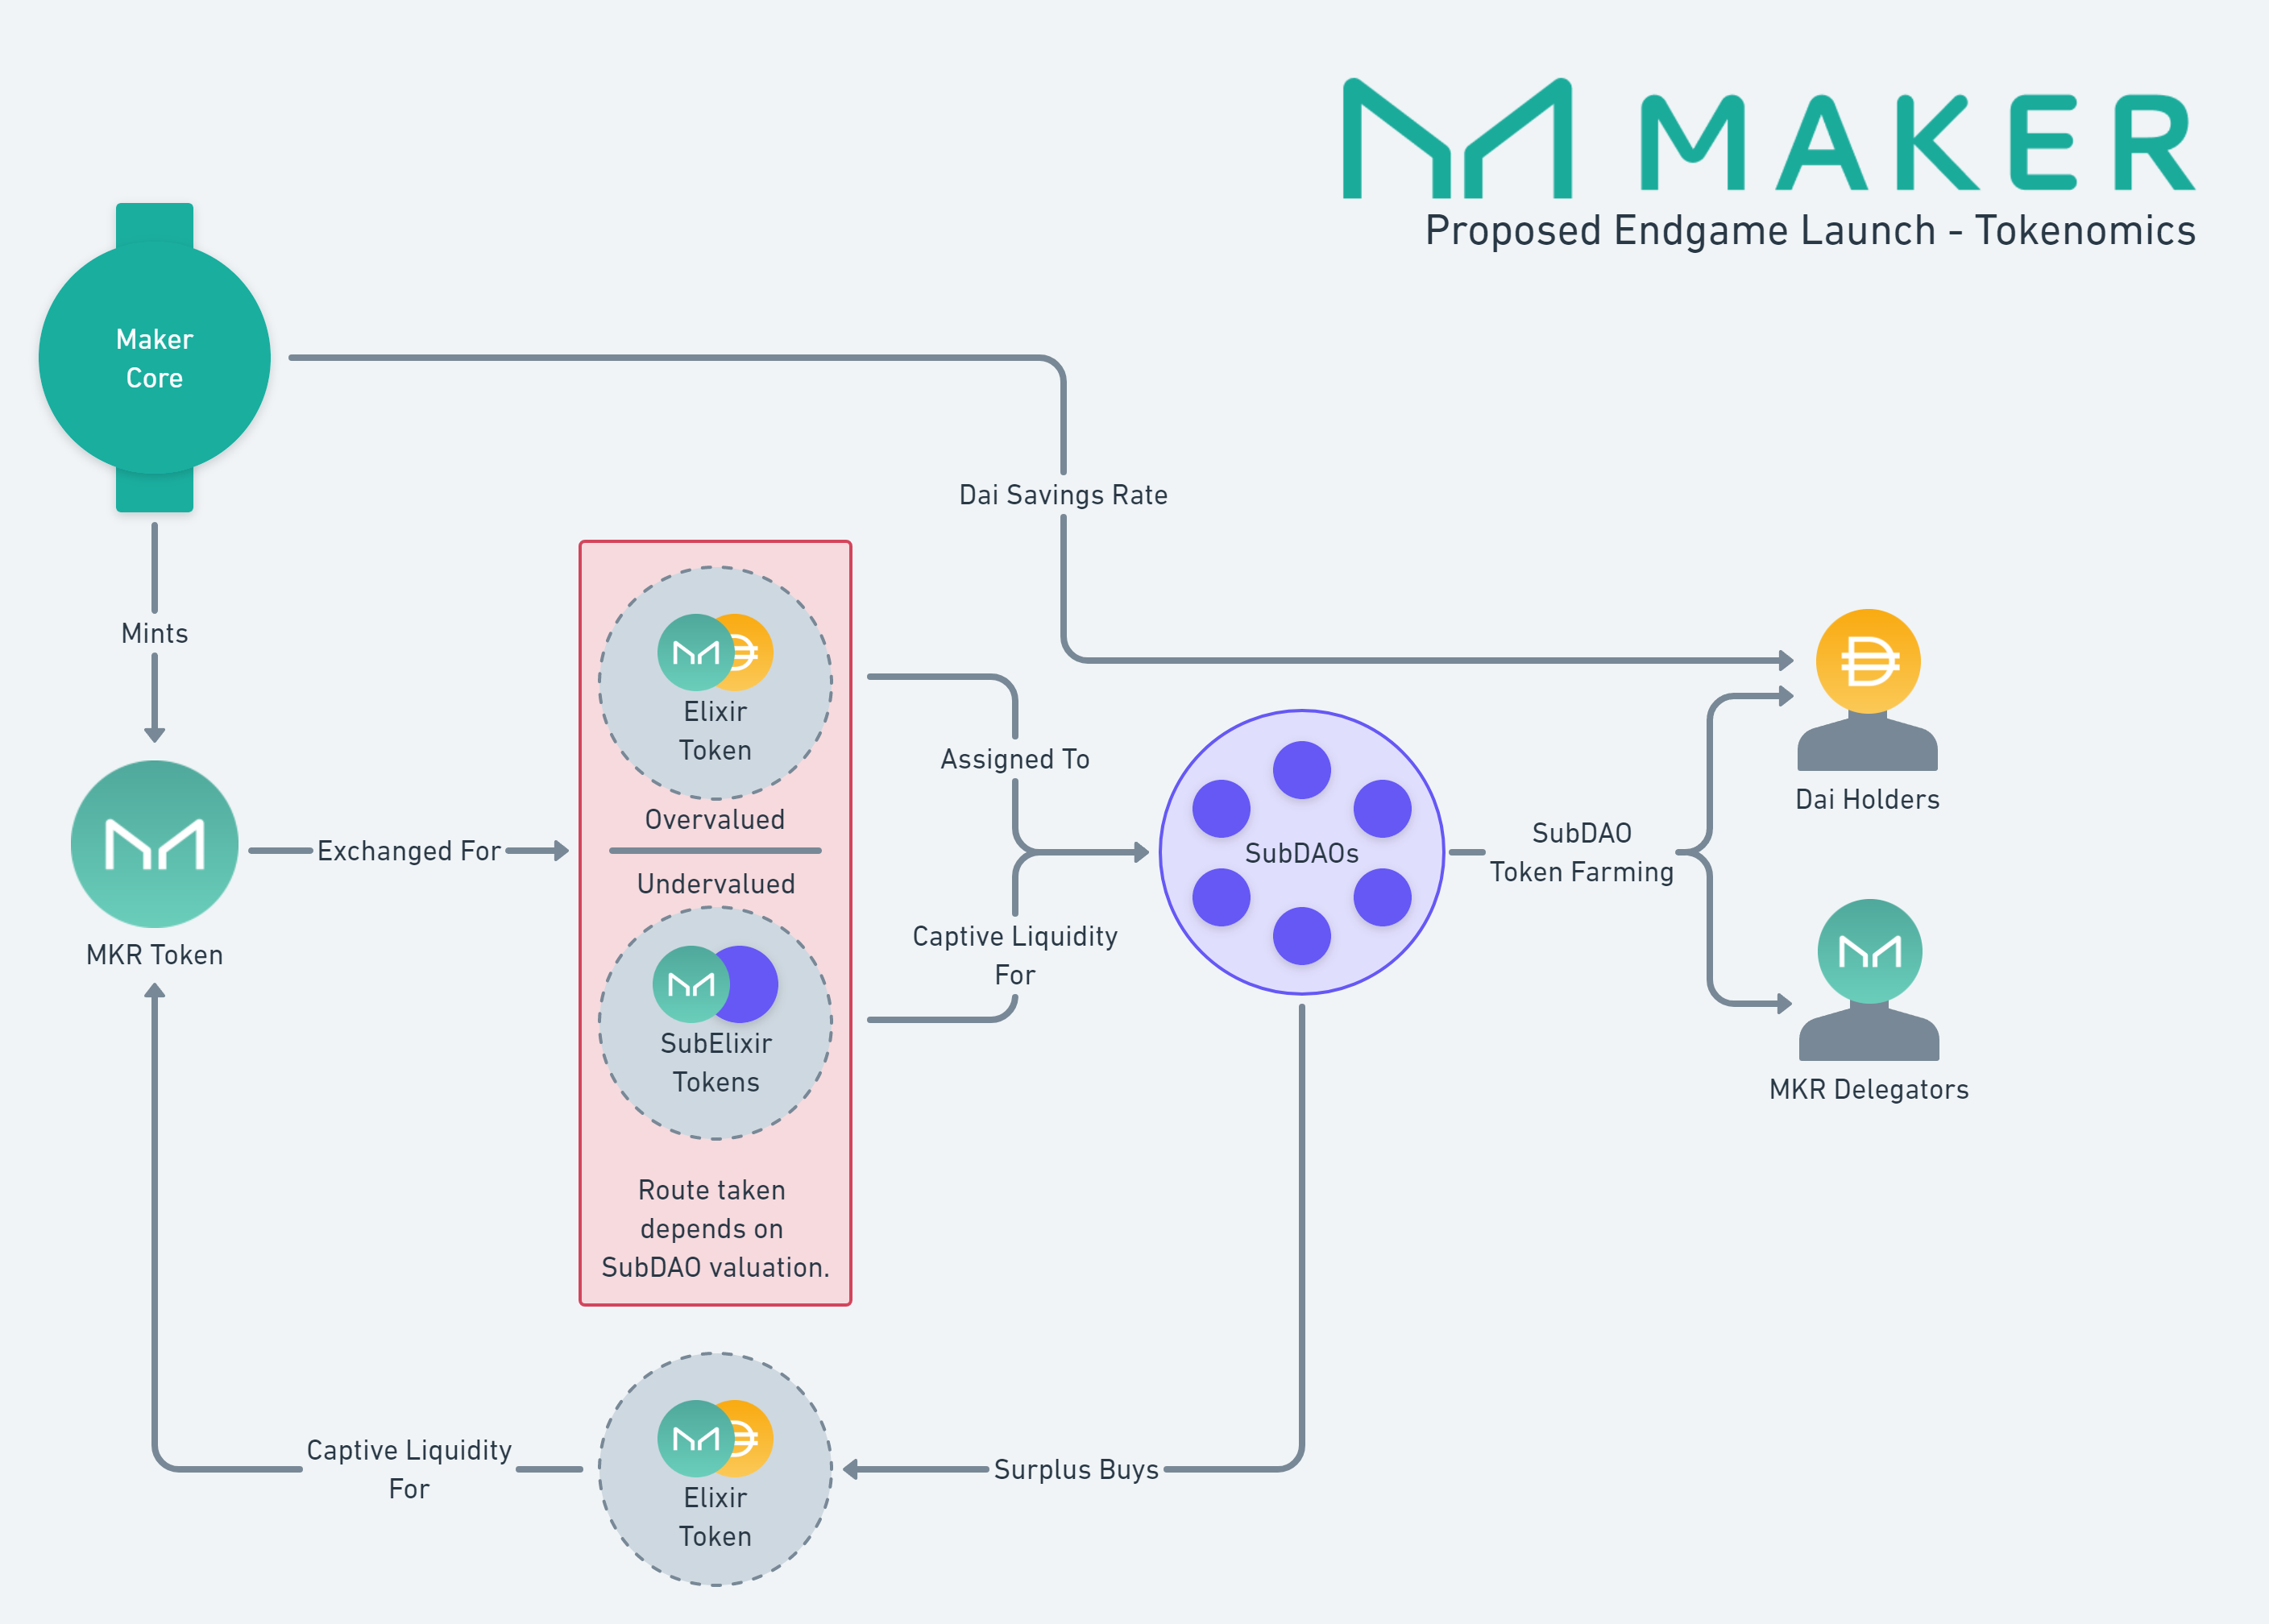 MAKER
Proposed Endgame Launch - Tokenomics
Maker
Core
Dai Savings Rate
Mints
Elixir
Token
Assigned To
Overvalued
Dai Holders
Exchanged For
SubDAOs
SubDAO
Token Farming
Undervalued
MKR Token
Captive Liquidity
For
SubElixir
Tokens
MKR Delegators
Route taken
depends on
SubDAO valuation.
Captive Liquidity
For
Surplus Buys
Elixir
Token